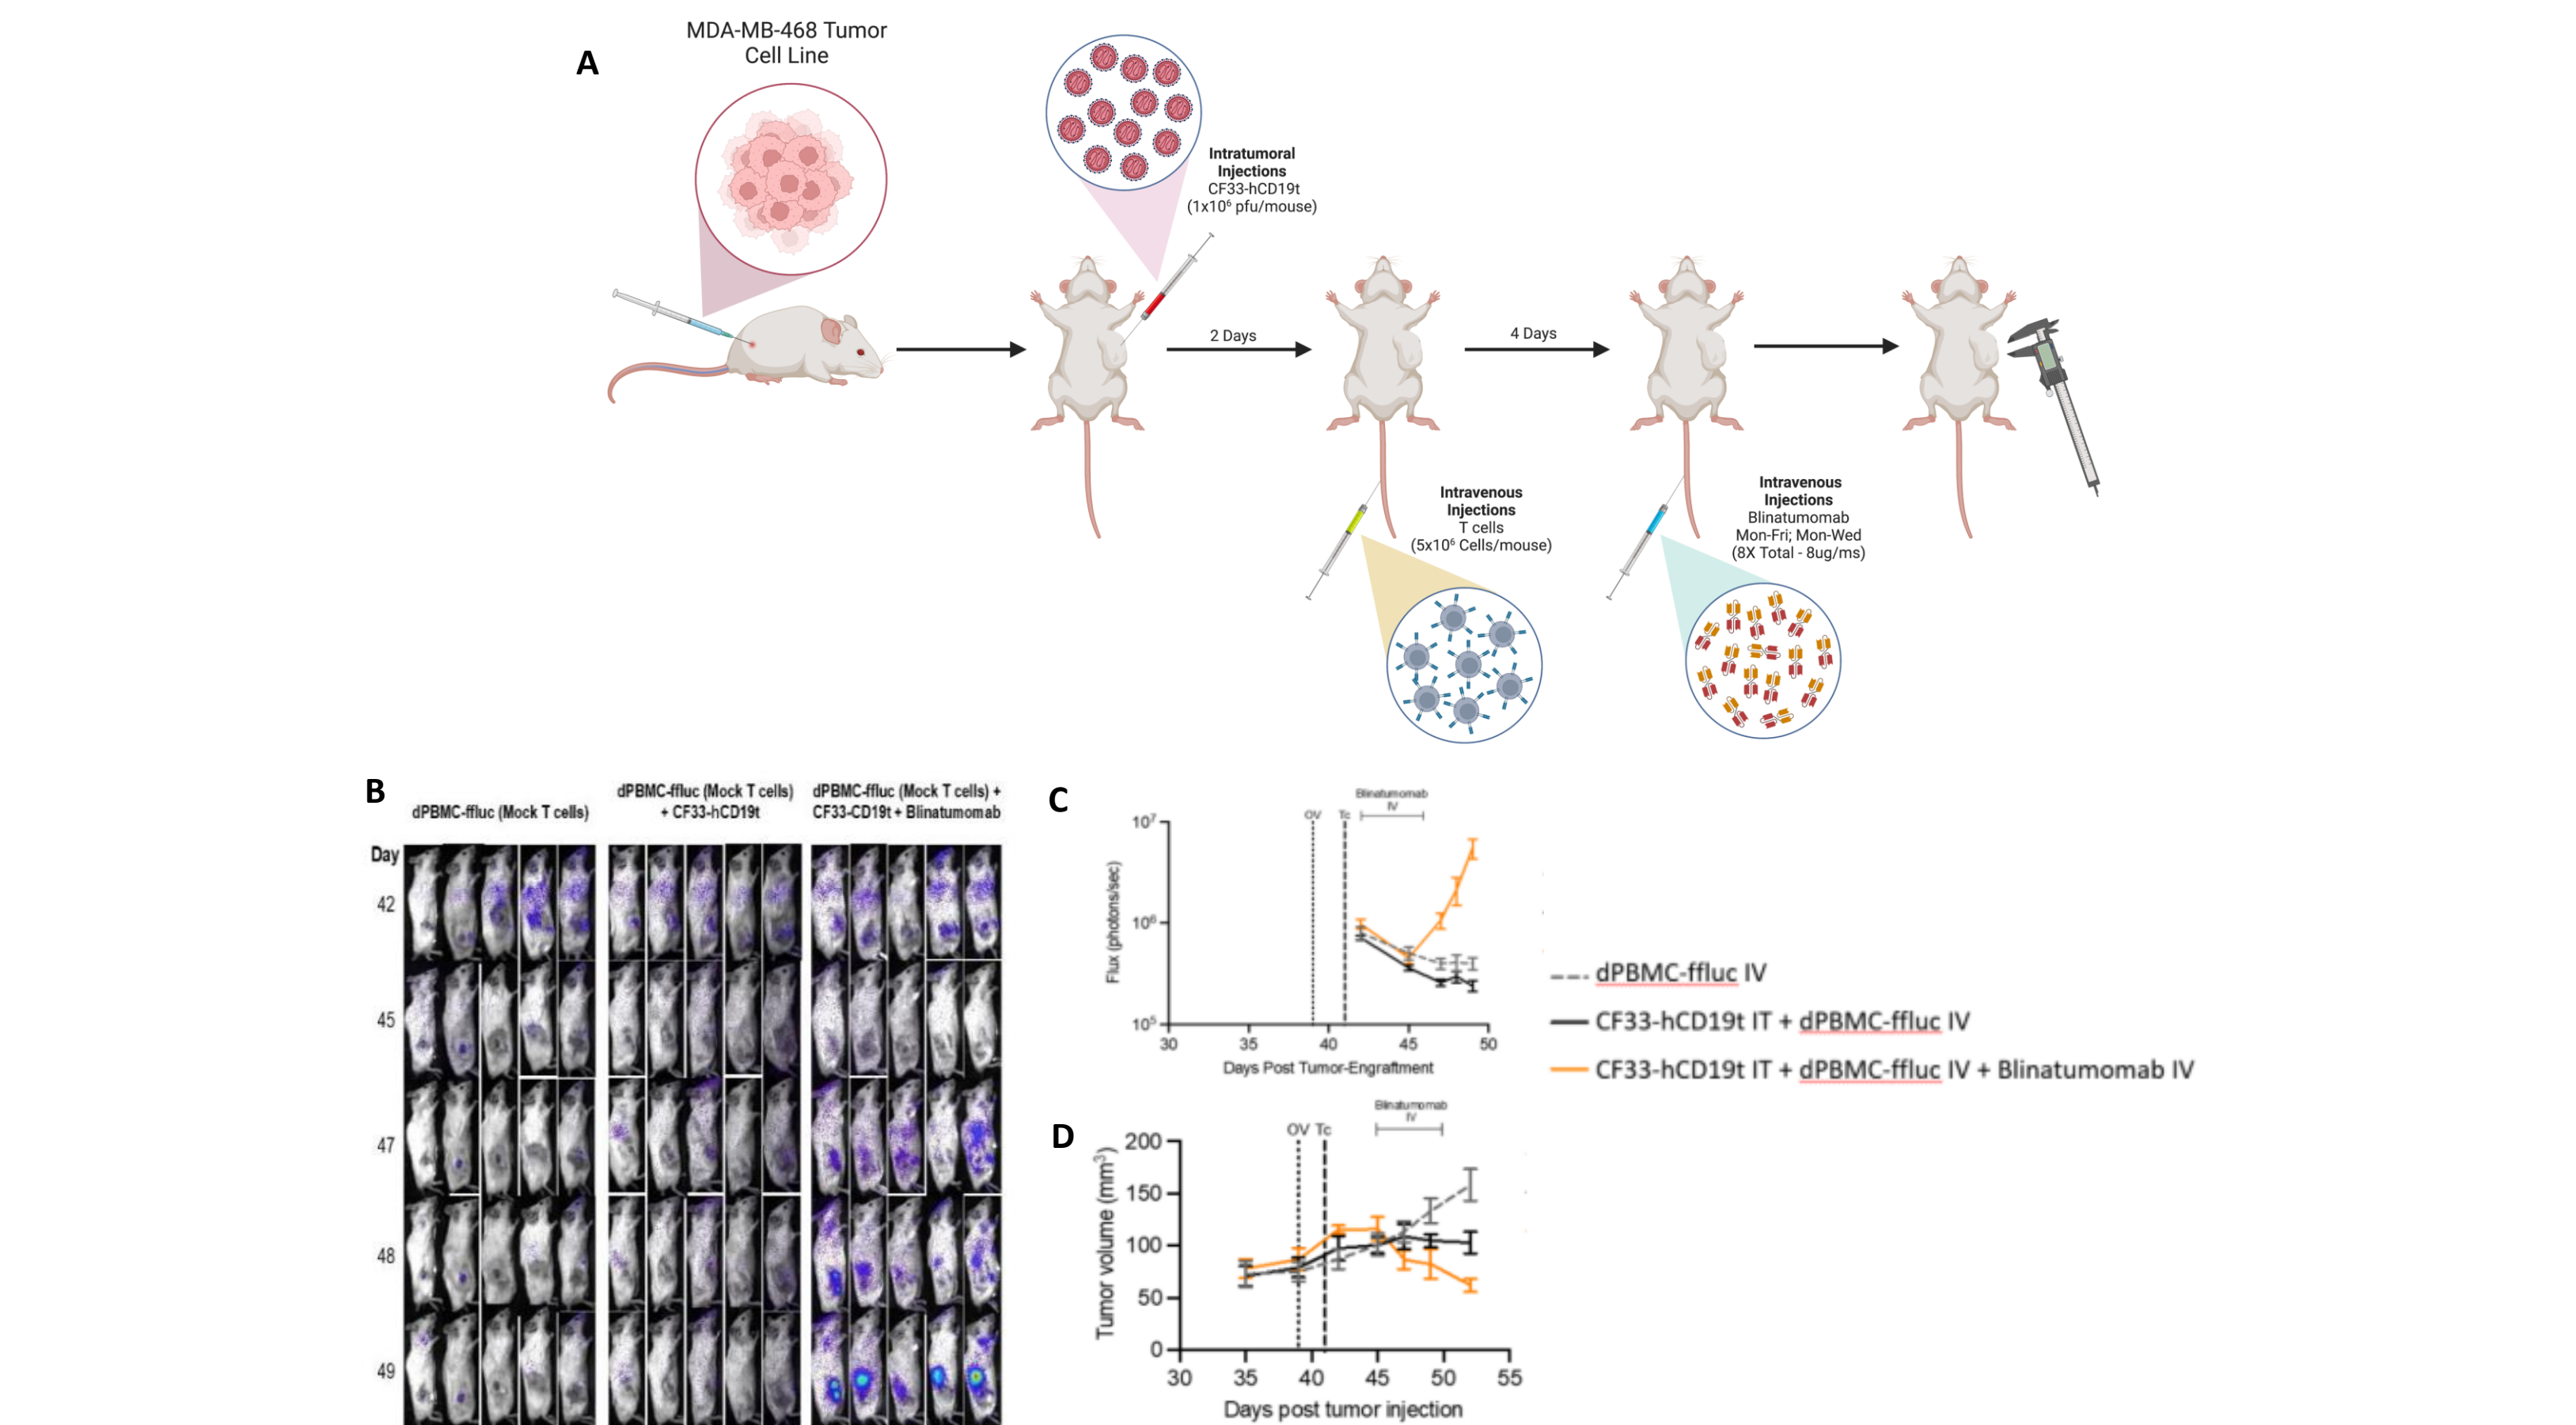 A
MDA-MB-468 Tumor
Cell Line
Intratumoral
Injections
CF33-hCD19t
(1x10⁶ pfu/mouse)
2 Days
4 Days
Intravenous
Injections
T cells
(5x10⁶ Cells/mouse)
Intravenous
Injections
Blinatumomab
Mon-Fri; Mon-Wed
(8X Total - 8ug/ms)
B
dPBMC-ffluc (Mock T cells)
dPBMC-ffluc (Mock T cells)
+ CF33-hCD19t
dPBMC-ffluc (Mock T cells) +
CF33-CD19t + Blinatumomab
Day
42
45
47
48
49
C
Blinatumomab
IV
OV Tc
10⁷
10⁶
10⁵
Flux (photons/sec)
30 35 40 45 50
Days Post Tumor-Engraftment
dPBMC-ffluc IV
CF33-hCD19t IT + dPBMC-ffluc IV
CF33-hCD19t IT + dPBMC-ffluc IV + Blinatumomab IV
D
Blinatumomab
IV
OV Tc
200
150
100
50
0
Tumor volume (mm³)
30 35 40 45 50 55
Days post tumor injection